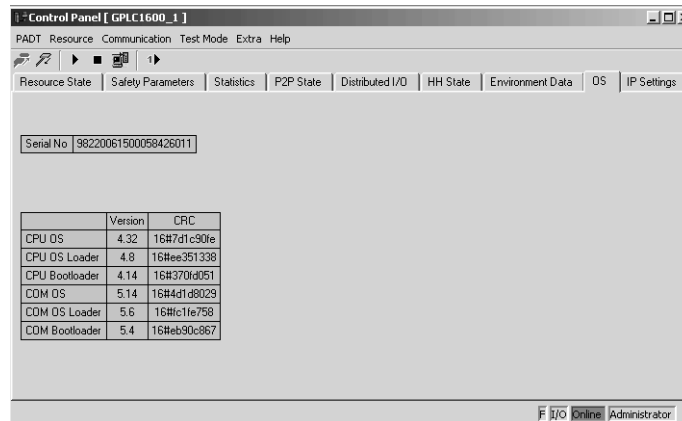 Control Panel [ GPLC1600_1 ]
PADT Resource Communication Test Mode Extra Help
1
Resource State Safety Parameters Statistics P2P State Distributed I/O HH State Environment Data OS IP Settings
Serial No 98220061500058426011
Version CRC
CPU OS 4.32 16#7d1c90fe
CPU OS Loader 4.8 16#ee351338
CPU Bootloader 4.14 16#370fd051
COM OS 5.14 16#4d1d8029
COM OS Loader 5.6 16#fc1fe758
COM Bootloader 5.4 16#eb90c867
F I/O Online Administrator